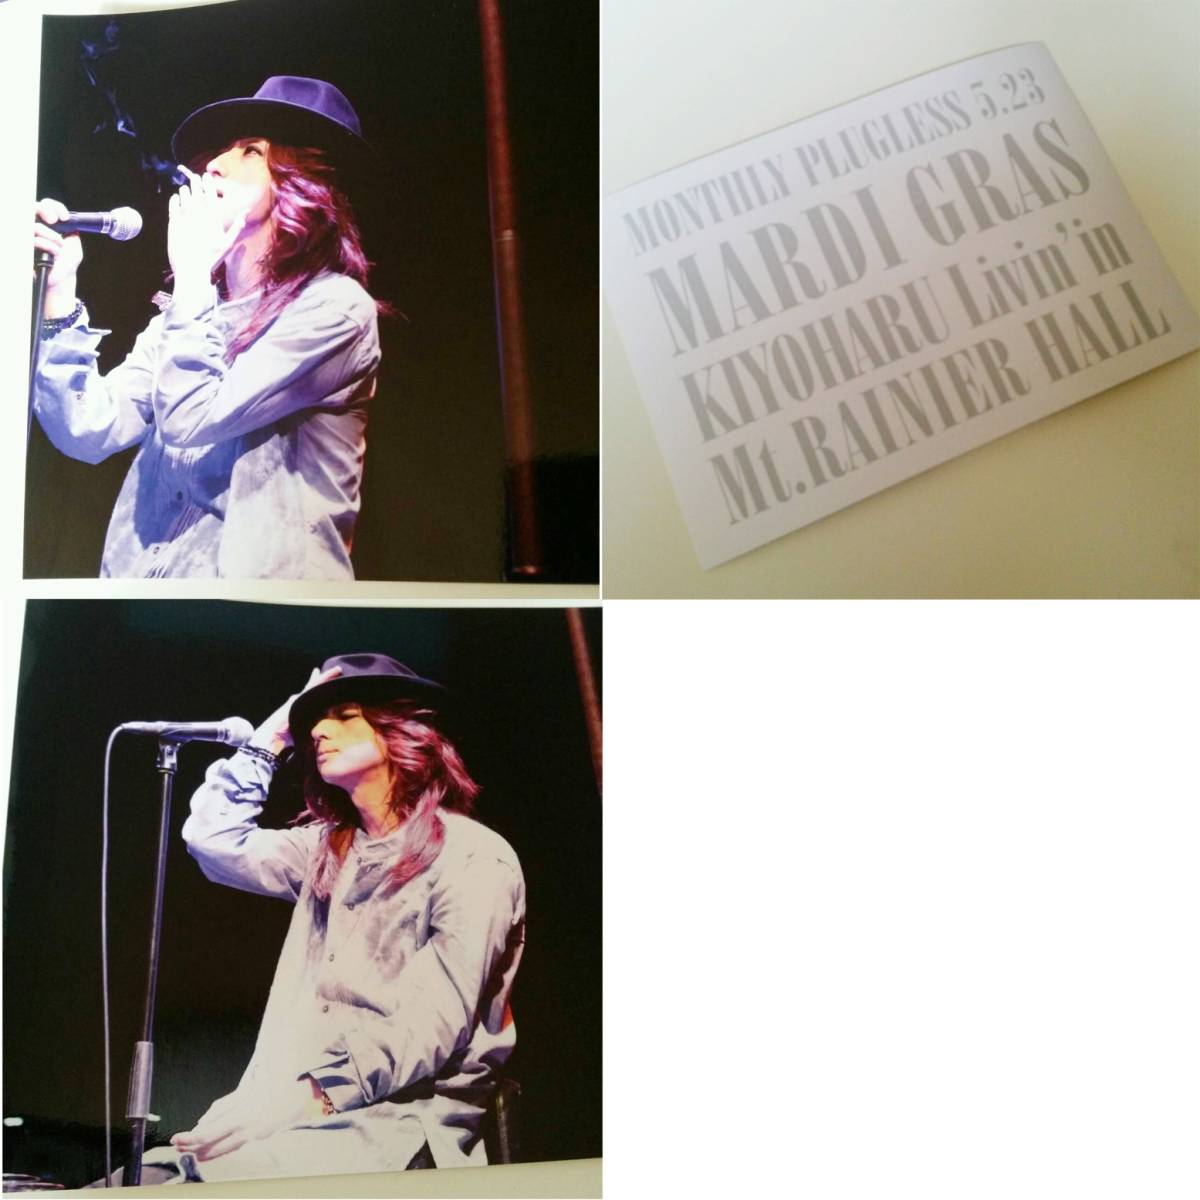 MONTHLY PLUGLESS 5.23
MARDI GRAS
KIYOHARU Livin' in
Mt.RAINIER HALL